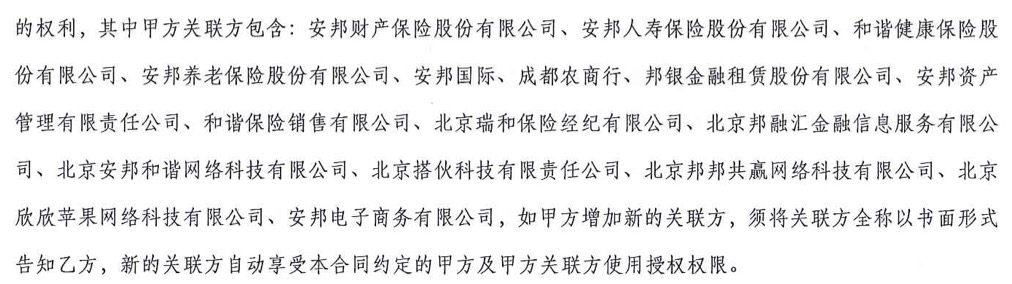 的权利，其中甲方关联方包含：安邦财产保险股份有限公司、安邦人寿保险股份有限公司、和谐健康保险股
份有限公司、安邦养老保险股份有限公司、安邦国际、成都农商行、邦银金融租赁股份有限公司、安邦资产
管理有限责任公司、和谐保险销售有限公司、北京瑞和保险经纪有限公司、北京邦融汇金融信息服务有限公
司、北京安邦和谐网络科技有限公司、北京搭伙科技有限责任公司、北京邦邦共赢网络科技有限公司、北京
欣欣苹果网络科技有限公司、安邦电子商务有限公司，如甲方增加新的关联方，须将关联方全称以书面形式
告知乙方，新的关联方自动享受本合同约定的甲方及甲方关联方使用授权权限。